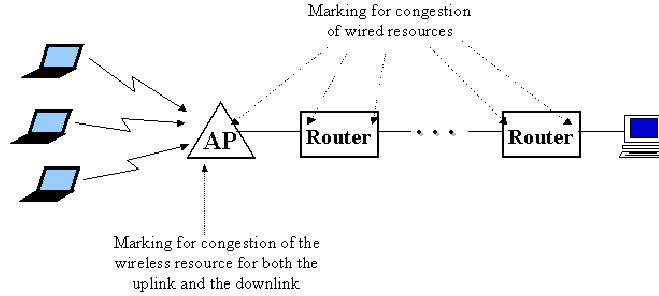 Marking for congestion
of wired resources
AP
Router
Router
Marking for congestion of the
wireless resource for both the
uplink and the downlink